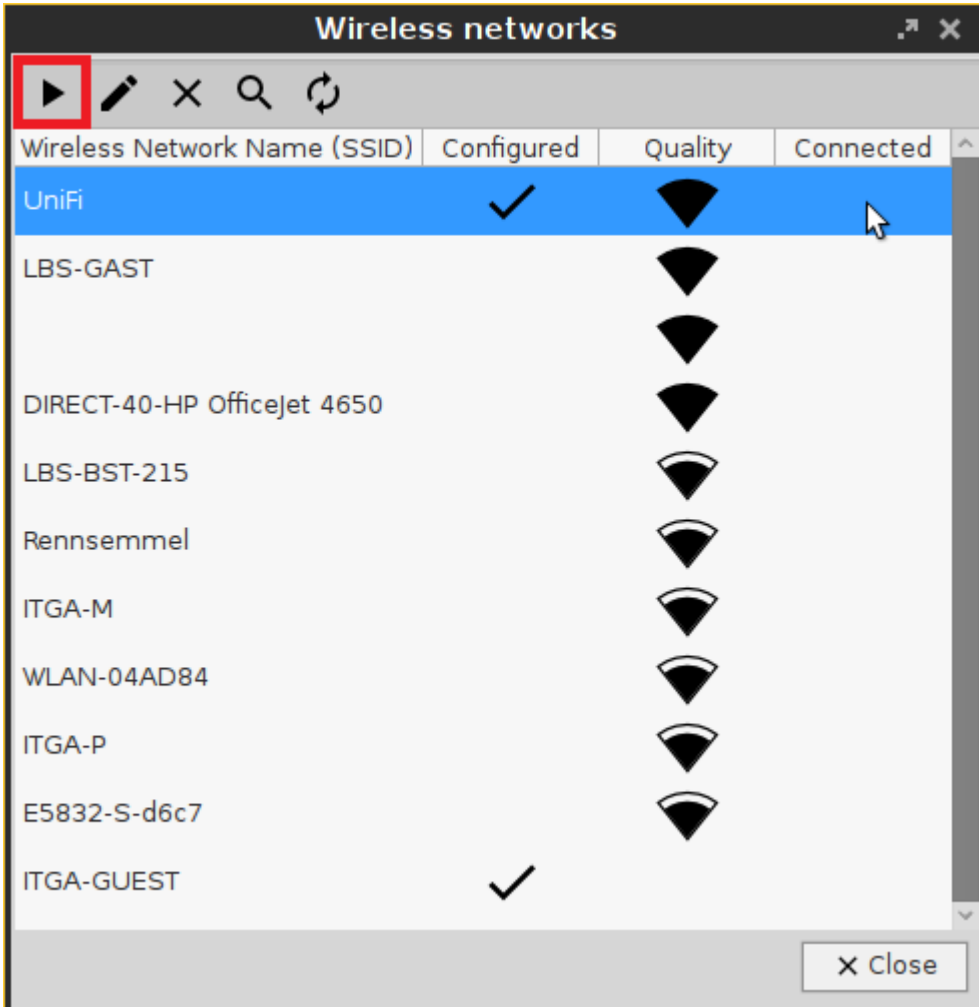 Wireless networks
Wireless Network Name (SSID) Configured Quality Connected
UniFi
LBS-GAST
DIRECT-40-HP OfficeJet 4650
LBS-BST-215
Rennsemmel
ITGA-M
WLAN-04AD84
ITGA-P
E5832-S-d6c7
ITGA-GUEST
Close